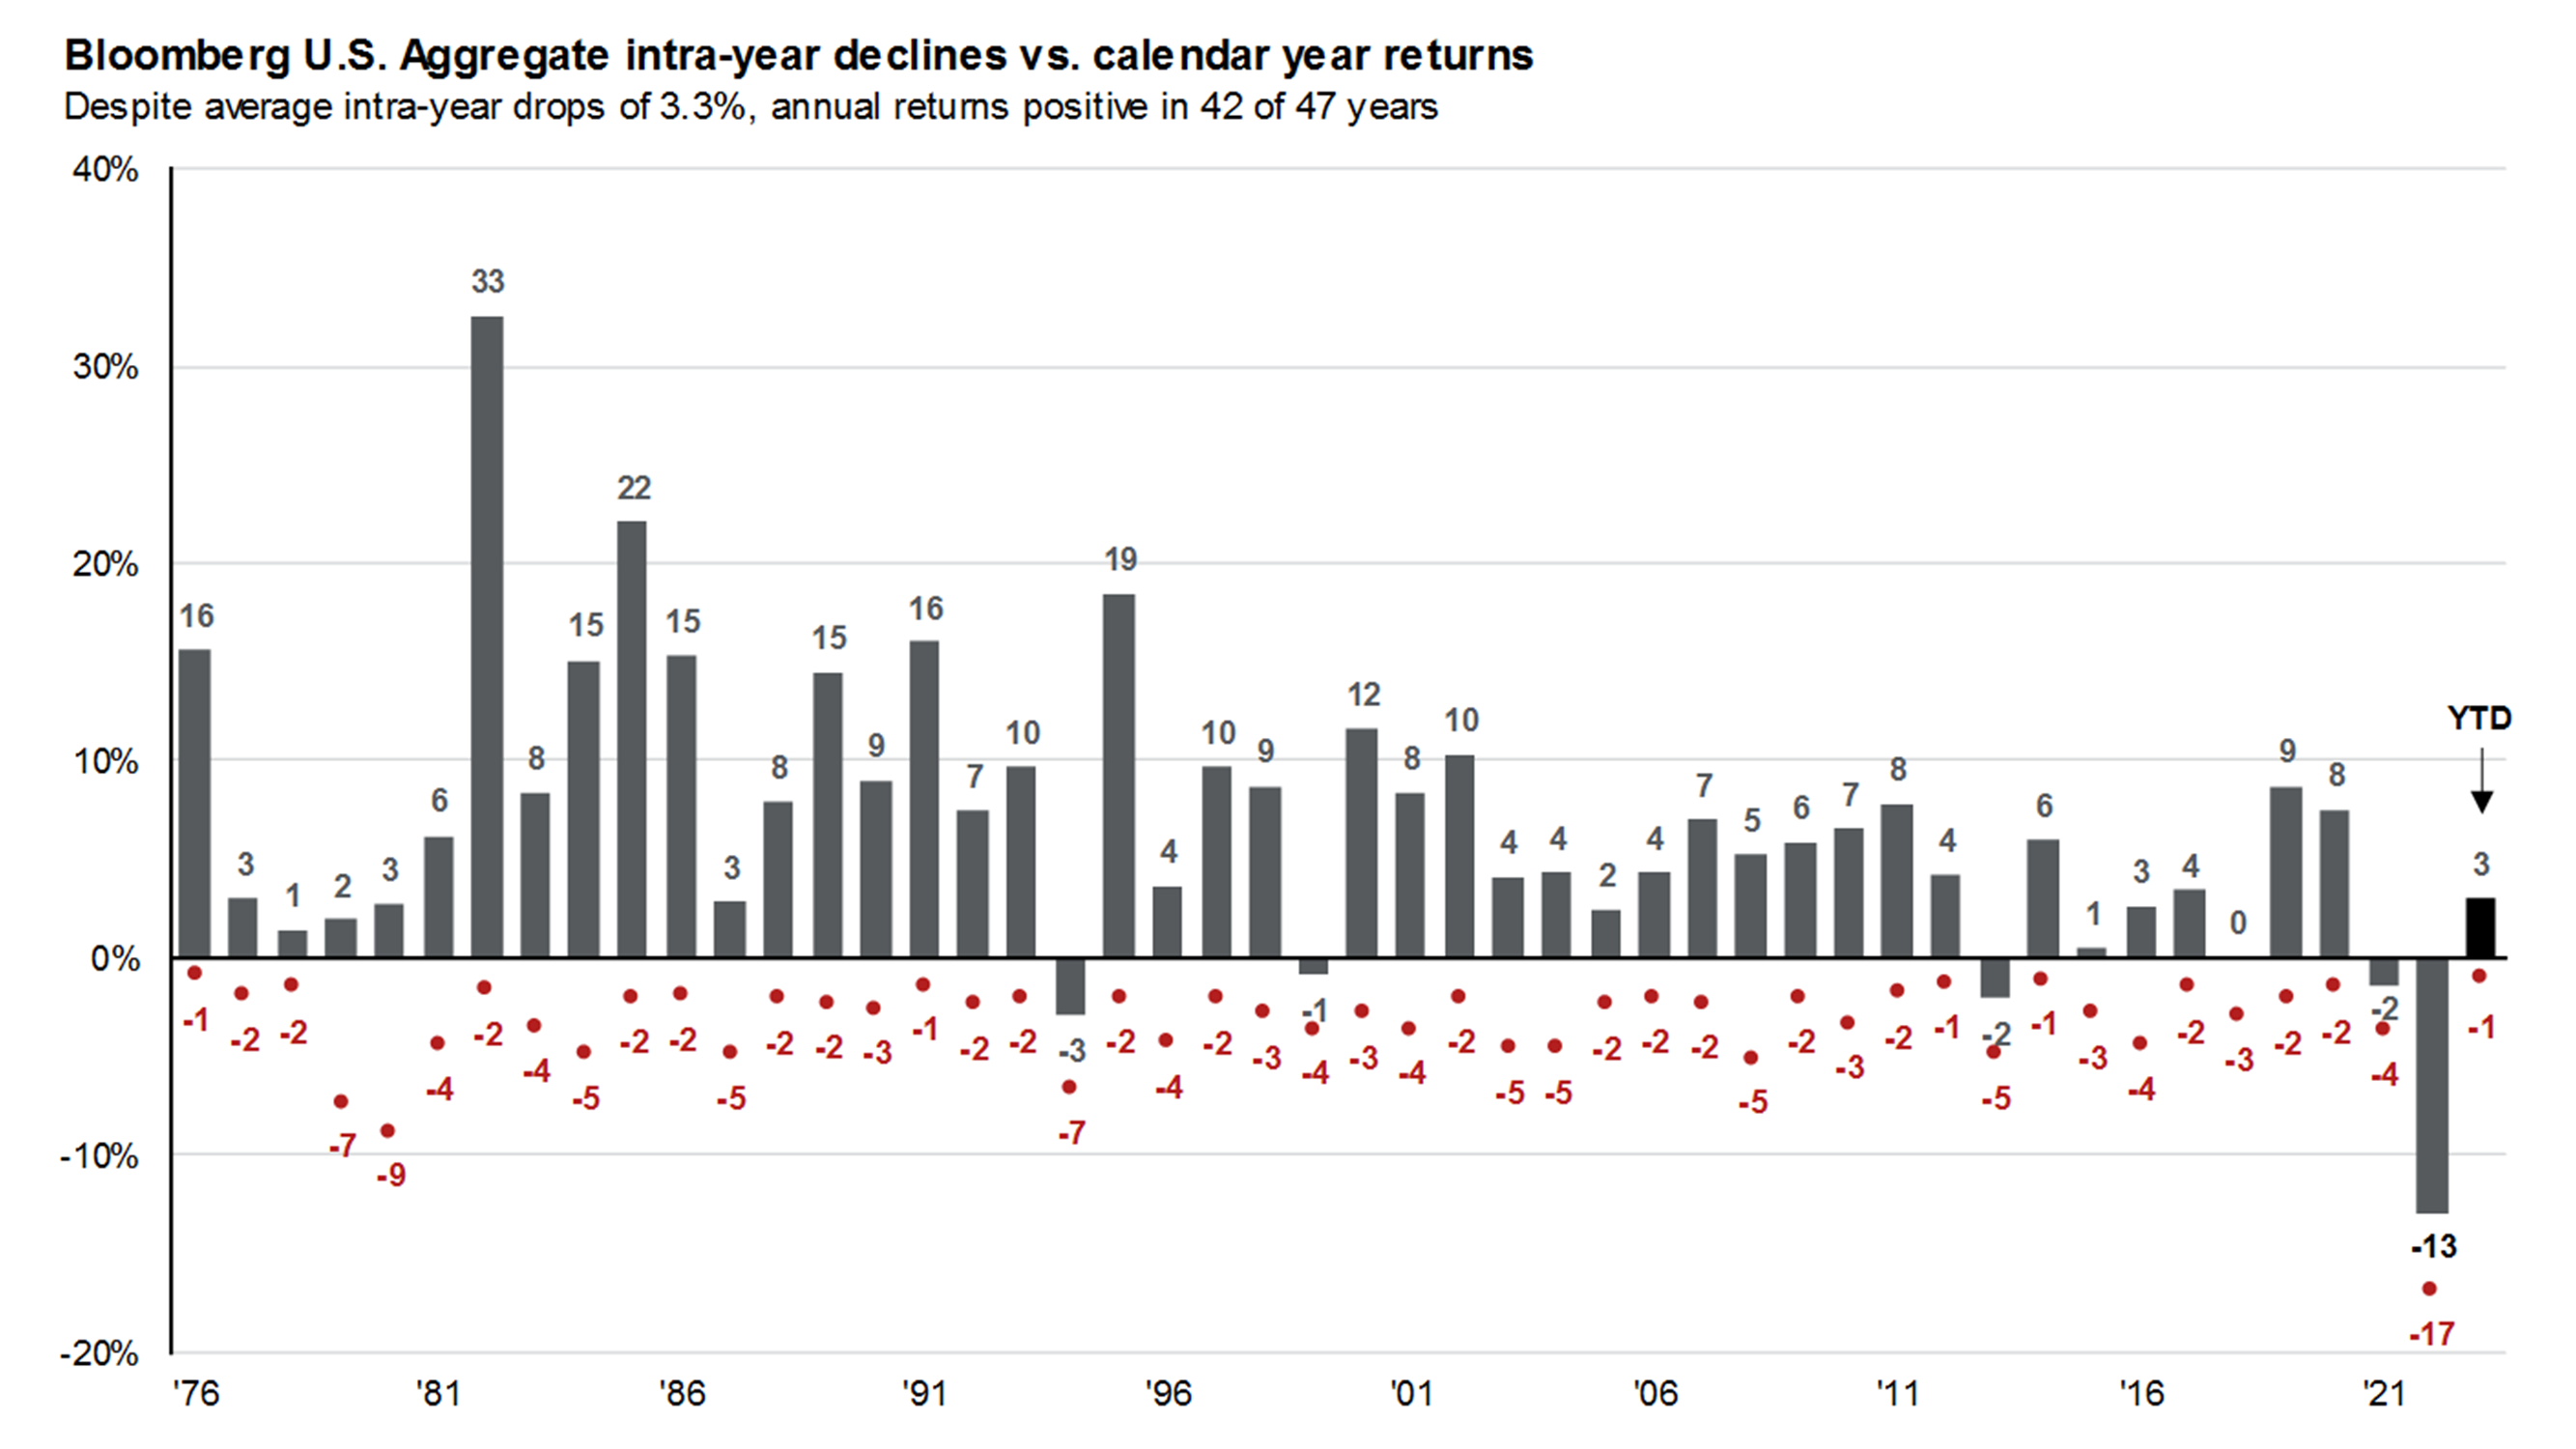 Bloomberg U.S. Aggregate intra-year declines vs. calendar year returns
Despite average intra-year drops of 3.3%, annual returns positive in 42 of 47 years
40%
30%
20%
10%
0%
-10%
-20%
16 3 1 2 3 6 33 8 15 22 15 3 8 15 9 16 7 10 -3 19 4 10 9 -1 12 8 10 4 4 2 4 7 5 6 7 8 4 -2 6 1 3 4 0 9 8 -2 -13 3
YTD
-1 -2 -2 -7 -9 -4 -2 -4 -5 -2 -2 -5 -2 -2 -3 -1 -2 -2 -7 -2 -4 -2 -3 -4 -3 -4 -2 -5 -5 -2 -2 -2 -5 -2 -3 -2 -1 -5 -1 -3 -4 -2 -3 -2 -2 -4 -17 -1
'76 '81 '86 '91 '96 '01 '06 '11 '16 '21